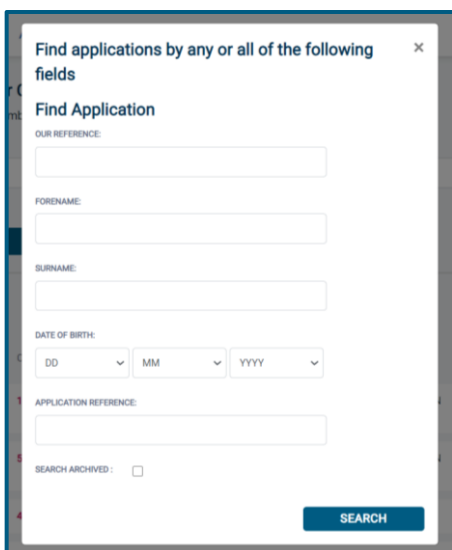 Find applications by any or all of the following ×
fields
Find Application
OUR REFERENCE:
FORENAME:
SURNAME:
DATE OF BIRTH:
DD MM YYYY
APPLICATION REFERENCE:
SEARCH ARCHIVED :
SEARCH